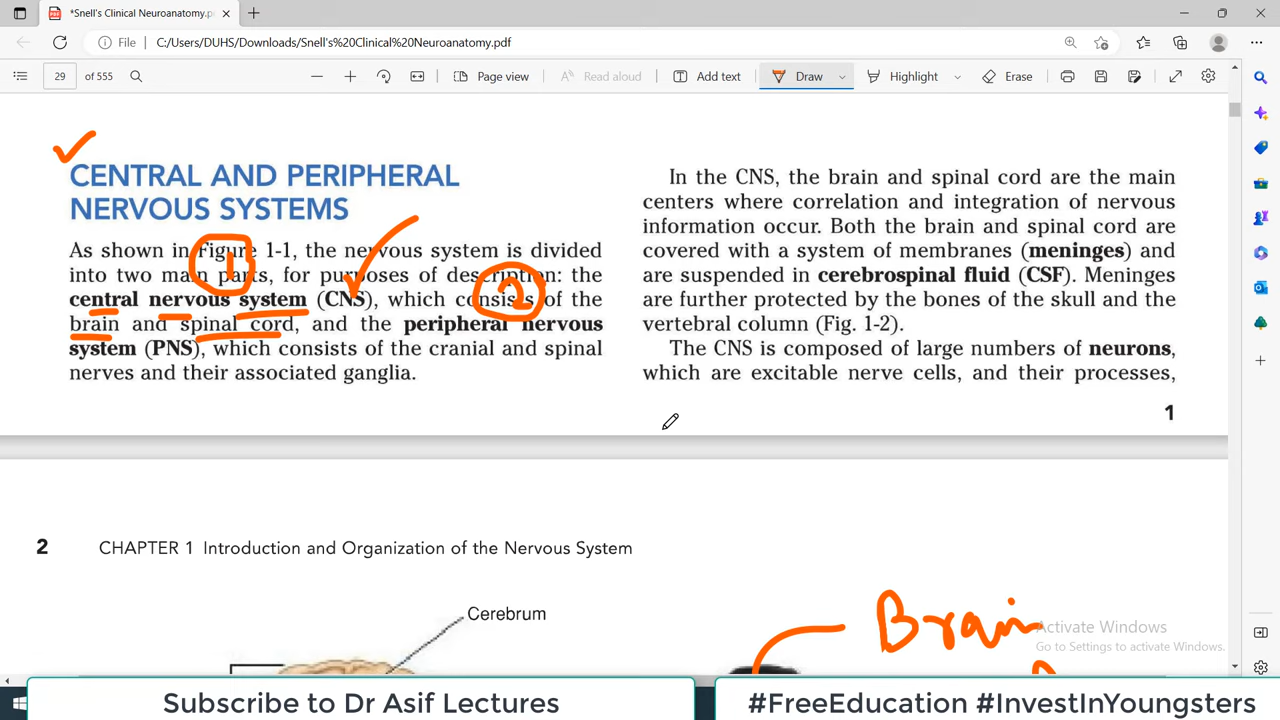 *Snell's Clinical Neuroanatomy.p
File C:/Users/DUHS/Downloads/Snell's%20Clinical%20Neuroanatomy.pdf
29 of 555 Page view Read aloud Add text Draw Highlight Erase
CENTRAL AND PERIPHERAL
NERVOUS SYSTEMS
As shown in Figure 1-1, the nervous system is divided
into two main parts, for purposes of description: the
central nervous system (CNS), which consists of the
brain and spinal cord, and the peripheral nervous
system (PNS), which consists of the cranial and spinal
nerves and their associated ganglia.
1
2
In the CNS, the brain and spinal cord are the main
centers where correlation and integration of nervous
information occur. Both the brain and spinal cord are
covered with a system of membranes (meninges) and
are suspended in cerebrospinal fluid (CSF). Meninges
are further protected by the bones of the skull and the
vertebral column (Fig. 1-2).
The CNS is composed of large numbers of neurons,
which are excitable nerve cells, and their processes,
1
2 CHAPTER 1 Introduction and Organization of the Nervous System
Cerebrum
Brain
Activate Windows
Go to Settings to activate Windows.
Subscribe to Dr Asif Lectures
#FreeEducation #InvestInYoungsters